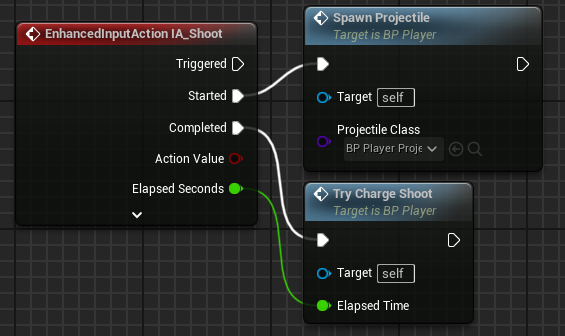 EnhancedInputAction IA_Shoot
Triggered
Started
Completed
Action Value
Elapsed Seconds
Spawn Projectile
Target is BP Player
Target self
Projectile Class
BP Player Proje
Try Charge Shoot
Target is BP Player
Target self
Elapsed Time